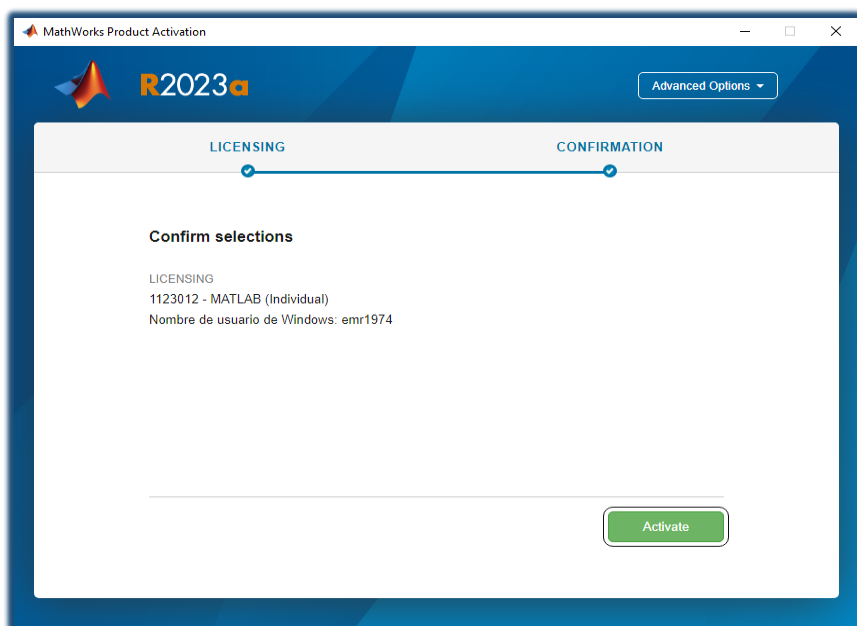 MathWorks Product Activation
R2023a
Advanced Options
LICENSING
CONFIRMATION
Confirm selections
LICENSING
1123012 - MATLAB (Individual)
Nombre de usuario de Windows: emr1974
Activate